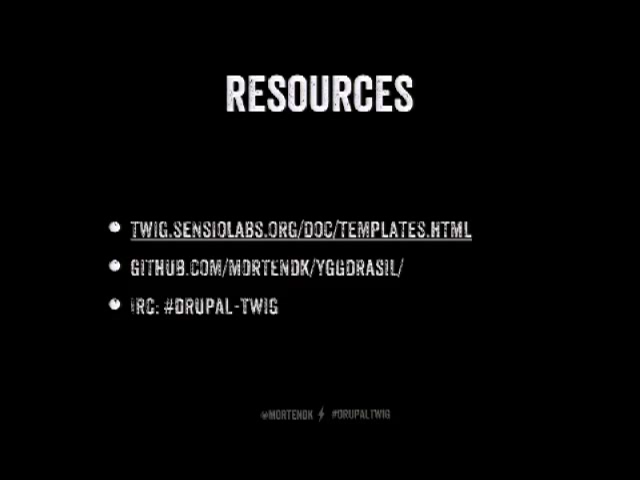 RESOURCES
TWIG.SENSIOLABS.ORG/DOC/TEMPLATES.HTML
GITHUB.COM/MORTENDK/YGGDRASIL/
IRC: #DRUPAL-TWIG
@MORTENDK #DRUPALTWIG